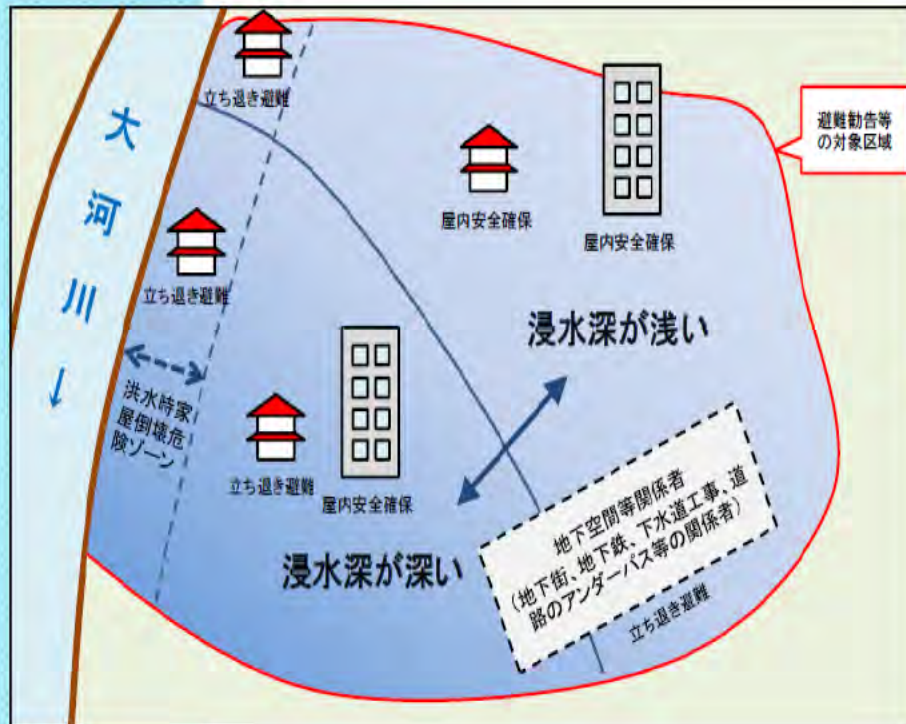 立ち退き避難
大河川↓
避難勧告等
の対象区域
屋内安全確保
屋内安全確保
立ち退き避難
浸水深が浅い
洪水時家
屋倒壊危
険ゾーン
立ち退き避難
屋内安全確保
浸水深が深い
地下空間等関係者
(地下街、地下鉄、下水道工事、道
路のアンダーパス等の関係者)
立ち退き避難